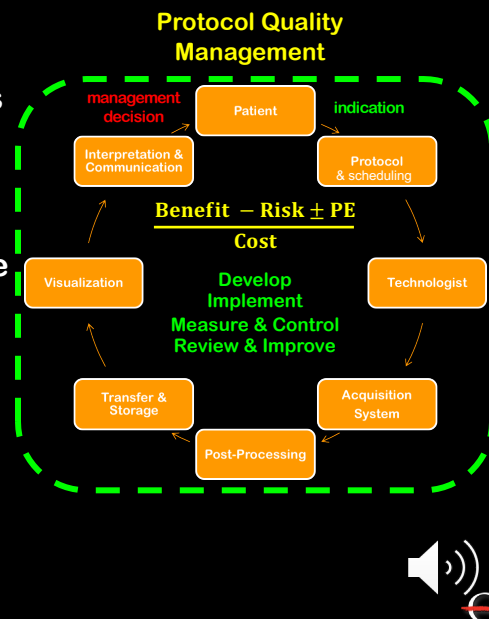 Protocol Quality
Management
s
management
decision
Patient
indication
Interpretation &
Communication
Protocol
& scheduling
Benefit − Risk ± PE
Cost
e
Visualization
Develop
Implement
Technologist
Measure & Control
Review & Improve
Transfer &
Storage
Acquisition
System
Post-Processing